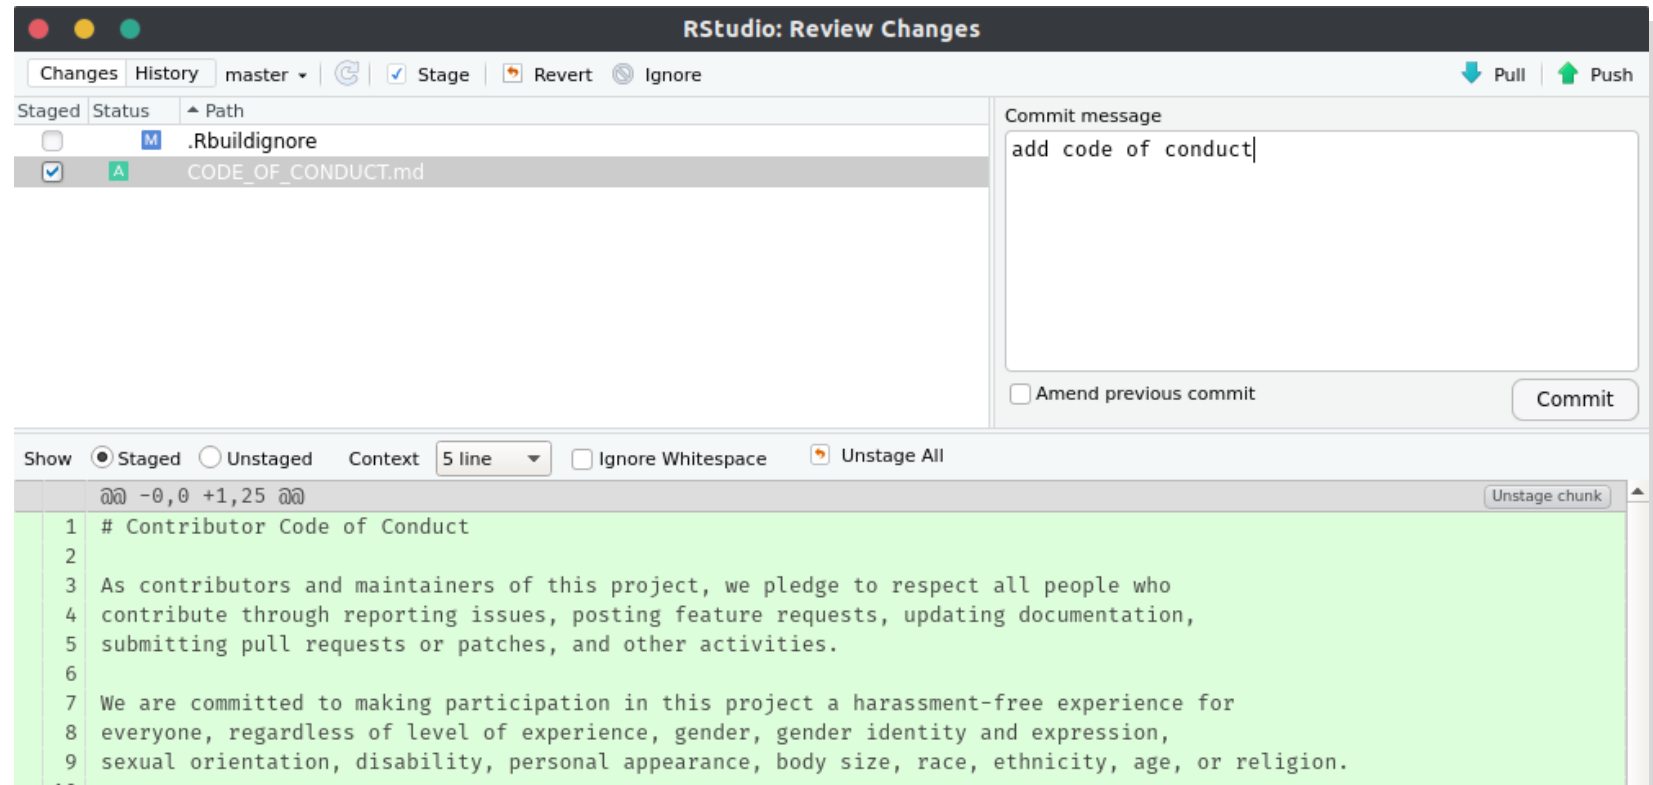 RStudio: Review Changes
Changes History master Stage Revert Ignore Pull Push
Staged Status Path
M .Rbuildignore
A CODE_OF_CONDUCT.md
Commit message
add code of conduct
Amend previous commit Commit
Show Staged Unstaged Context 5 line Ignore Whitespace Unstage All
@@ -0,0 +1,25 @@ Unstage chunk
1 # Contributor Code of Conduct
2
3 As contributors and maintainers of this project, we pledge to respect all people who
4 contribute through reporting issues, posting feature requests, updating documentation,
5 submitting pull requests or patches, and other activities.
6
7 We are committed to making participation in this project a harassment-free experience for
8 everyone, regardless of level of experience, gender, gender identity and expression,
9 sexual orientation, disability, personal appearance, body size, race, ethnicity, age, or religion.